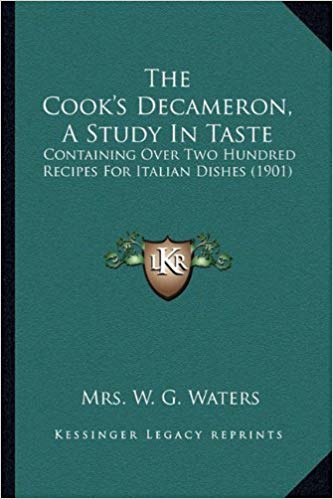 The
Cook's Decameron,
A Study In Taste
Containing Over Two Hundred
Recipes For Italian Dishes (1901)
LKR
Mrs. W. G. Waters
Kessinger Legacy reprints